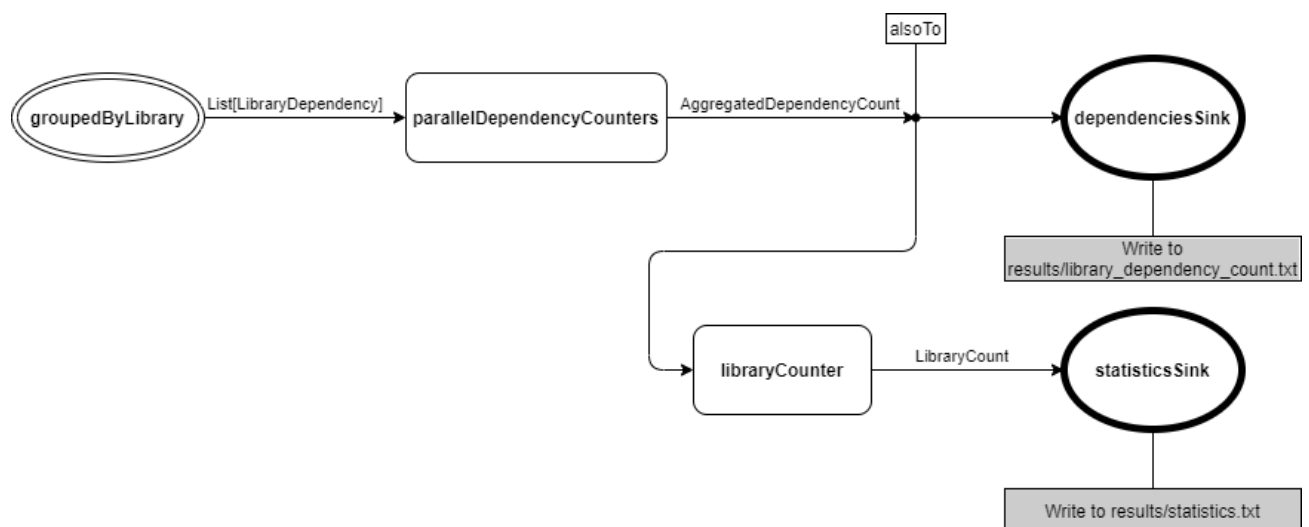 alsoTo
groupedByLibrary
List[LibraryDependency]
parallelDependencyCounters
AggregatedDependencyCount
dependenciesSink
Write to
results/library_dependency_count.txt
libraryCounter
LibraryCount
statisticsSink
Write to results/statistics.txt